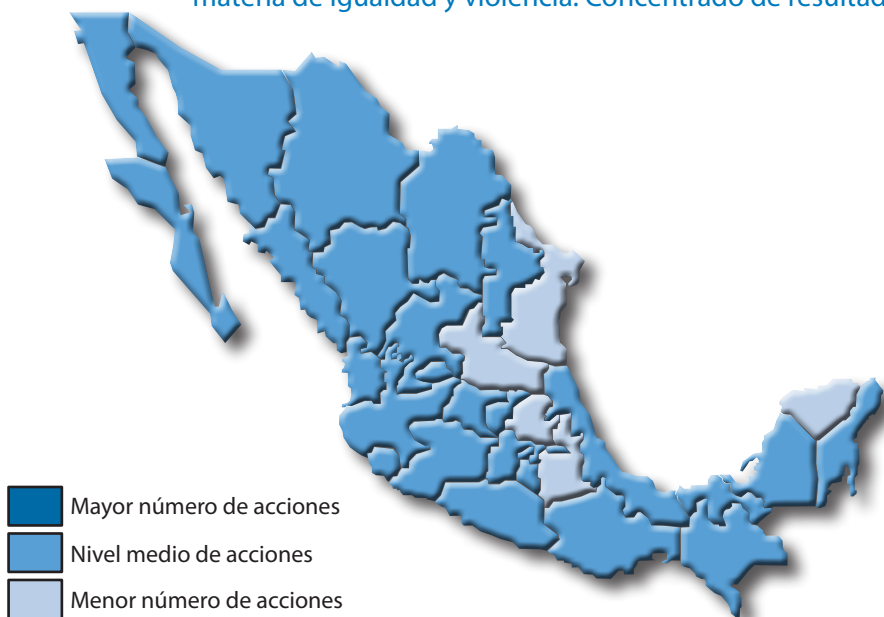 materia de igualdad y violencia. Concentrado de resultad
Mayor número de acciones
Nivel medio de acciones
Menor número de acciones